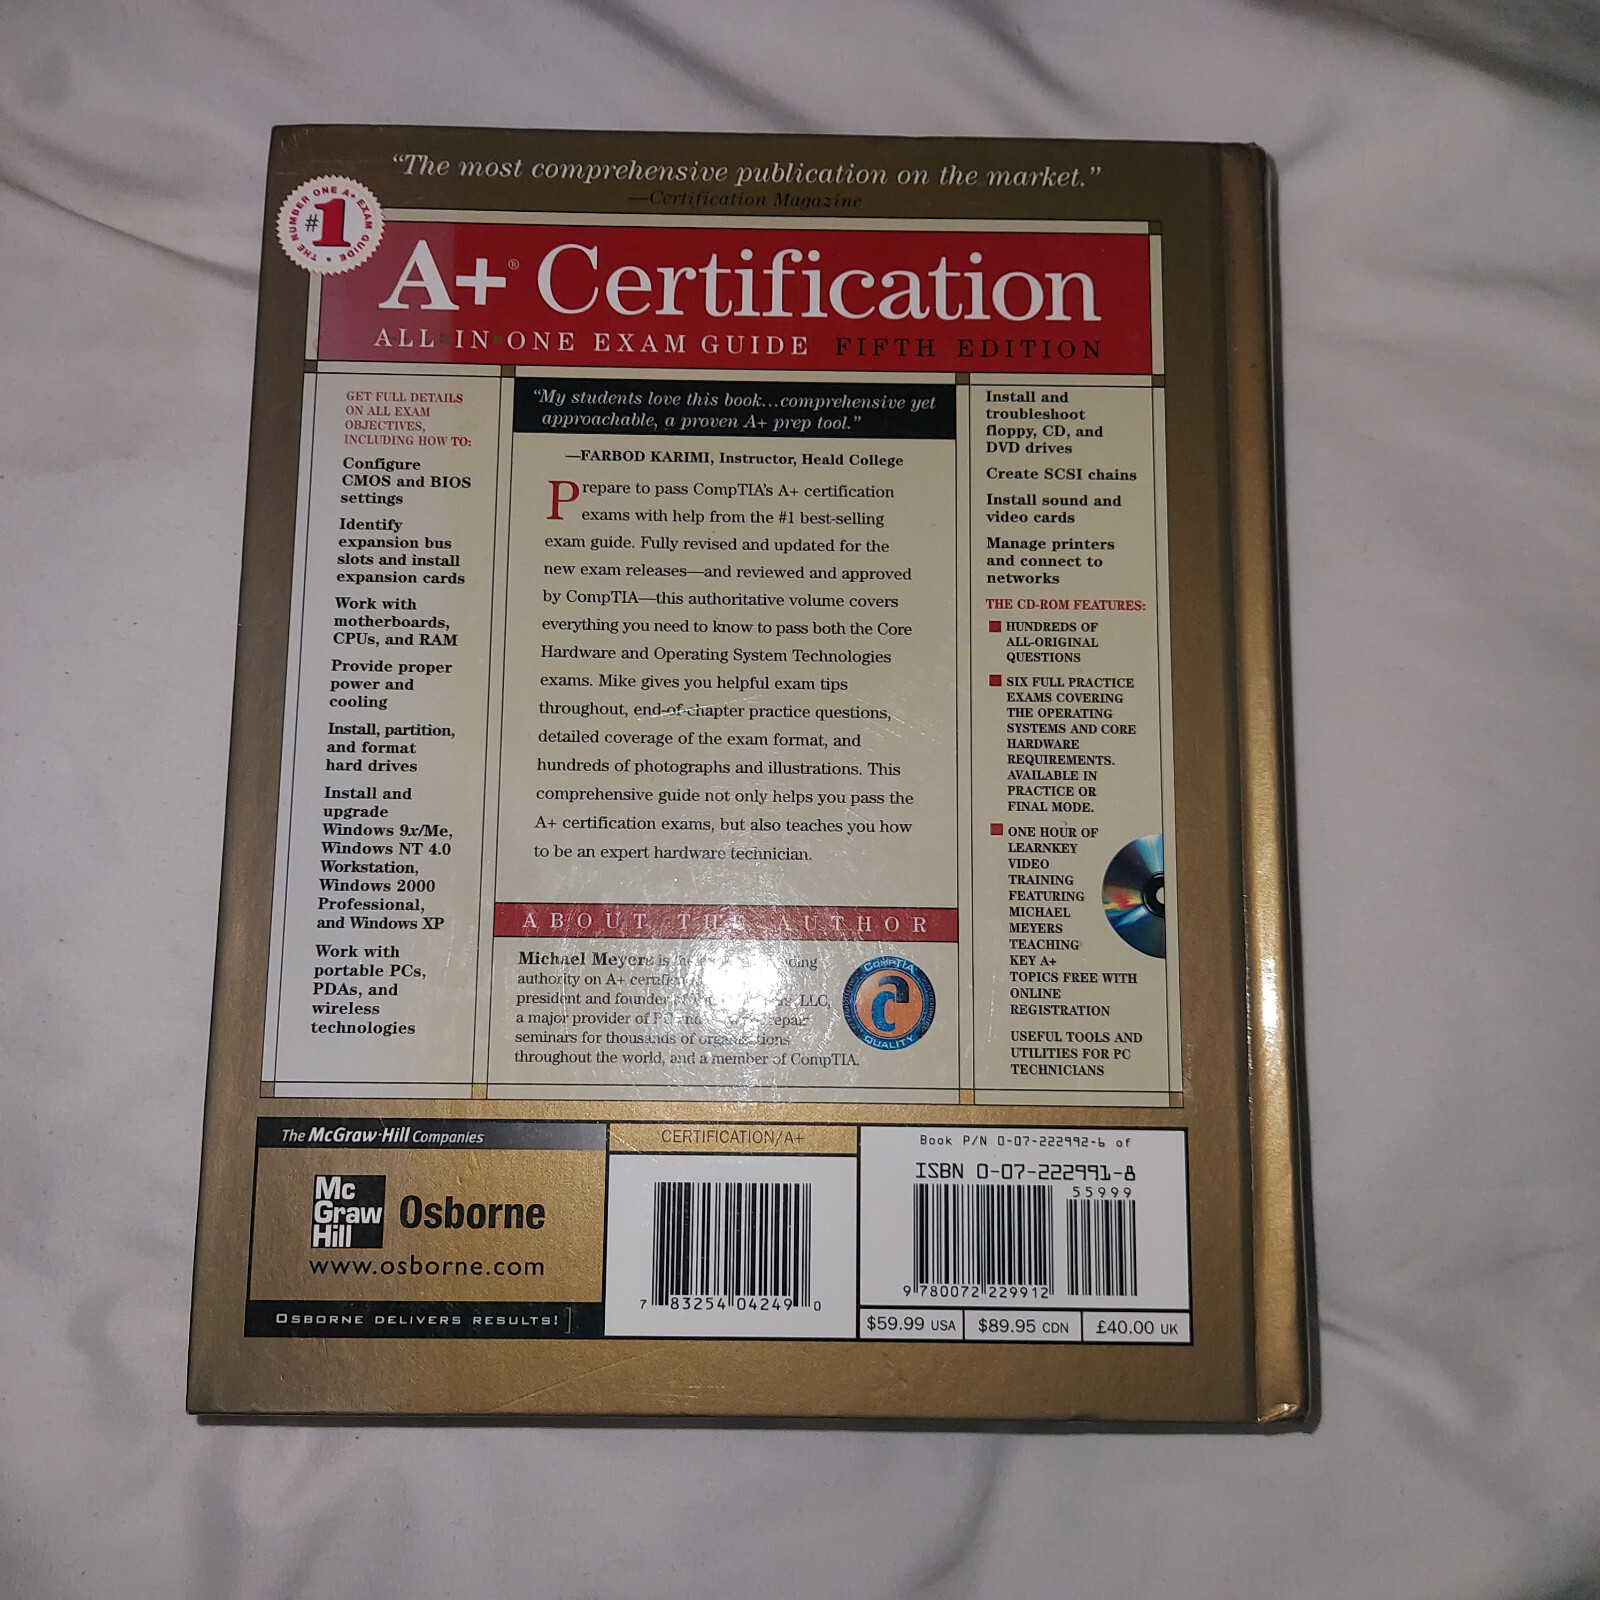 “The most comprehensive publication on the market.”
—Certification Magazine
THE NUMBER ONE A+ EXAM GUIDE •
#1
A+® Certification
ALL-IN-ONE EXAM GUIDE FIFTH EDITION
GET FULL DETAILS
ON ALL EXAM
OBJECTIVES,
INCLUDING HOW TO:
Configure
CMOS and BIOS
settings
Identify
expansion bus
slots and install
expansion cards
Work with
motherboards,
CPUs, and RAM
Provide proper
power and
cooling
Install, partition,
and format
hard drives
Install and
upgrade
Windows 9x/Me,
Windows NT 4.0
Workstation,
Windows 2000
Professional,
and Windows XP
Work with
portable PCs,
PDAs, and
wireless
technologies
“My students love this book...comprehensive yet
approachable, a proven A+ prep tool.”
—FARBOD KARIMI, Instructor, Heald College
Prepare to pass CompTIA’s A+ certification
exams with help from the #1 best-selling
exam guide. Fully revised and updated for the
new exam releases—and reviewed and approved
by CompTIA—this authoritative volume covers
everything you need to know to pass both the Core
Hardware and Operating System Technologies
exams. Mike gives you helpful exam tips
throughout, end-of-chapter practice questions,
detailed coverage of the exam format, and
hundreds of photographs and illustrations. This
comprehensive guide not only helps you pass the
A+ certification exams, but also teaches you how
to be an expert hardware technician.
ABOUT THE AUTHOR
Michael Meyers is
authority on A+
president and founder LLC,
a major provider of PC repair
seminars for thousands of organizations
throughout the world, and a member of CompTIA.
CompTIA
QUALITY
Install and
troubleshoot
floppy, CD, and
DVD drives
Create SCSI chains
Install sound and
video cards
Manage printers
and connect to
networks
THE CD-ROM FEATURES:
HUNDREDS OF
ALL-ORIGINAL
QUESTIONS
SIX FULL PRACTICE
EXAMS COVERING
THE OPERATING
SYSTEMS AND CORE
HARDWARE
REQUIREMENTS.
AVAILABLE IN
PRACTICE OR
FINAL MODE.
ONE HOUR OF
LEARNKEY
VIDEO
TRAINING
FEATURING
MICHAEL
MEYERS
TEACHING
KEY A+
TOPICS FREE WITH
ONLINE
REGISTRATION
USEFUL TOOLS AND
UTILITIES FOR PC
TECHNICIANS
The McGraw·Hill Companies
Mc
Graw
Hill
Osborne
www.osborne.com
OSBORNE DELIVERS RESULTS!
CERTIFICATION/A+
7 83254 04249 0
Book P/N 0-07-222992-6 of
ISBN 0-07-222991-8
55999
9 780072 229912
$59.99 USA
$89.95 CDN
£40.00 UK